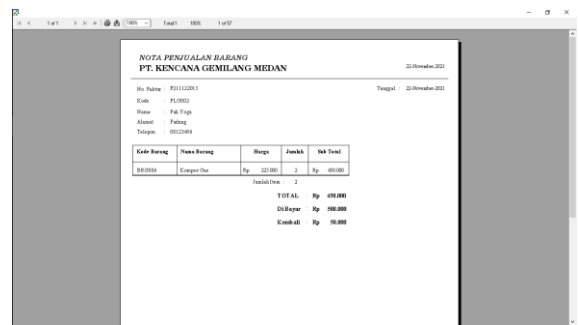 1 of 1 100% Total:1 100% 1 of 57
NOTA PENJUALAN BARANG
PT. KENCANA GEMILANG MEDAN
22-November-2021
No. Faktur : Tanggal : 22-November-2021
Kode : PLG002
Nama : Pak Yoga
Alamat : Padang
Telepon :
Kode Barang Nama Barang Harga Jumlah Sub Total
BR0004 Kompor Gas Rp 225.000 2 Rp 450.000
Jumlah Item : 2
TOTAL : Rp 450.000
Di Bayar : Rp 500.000
Kembali : Rp 50.000